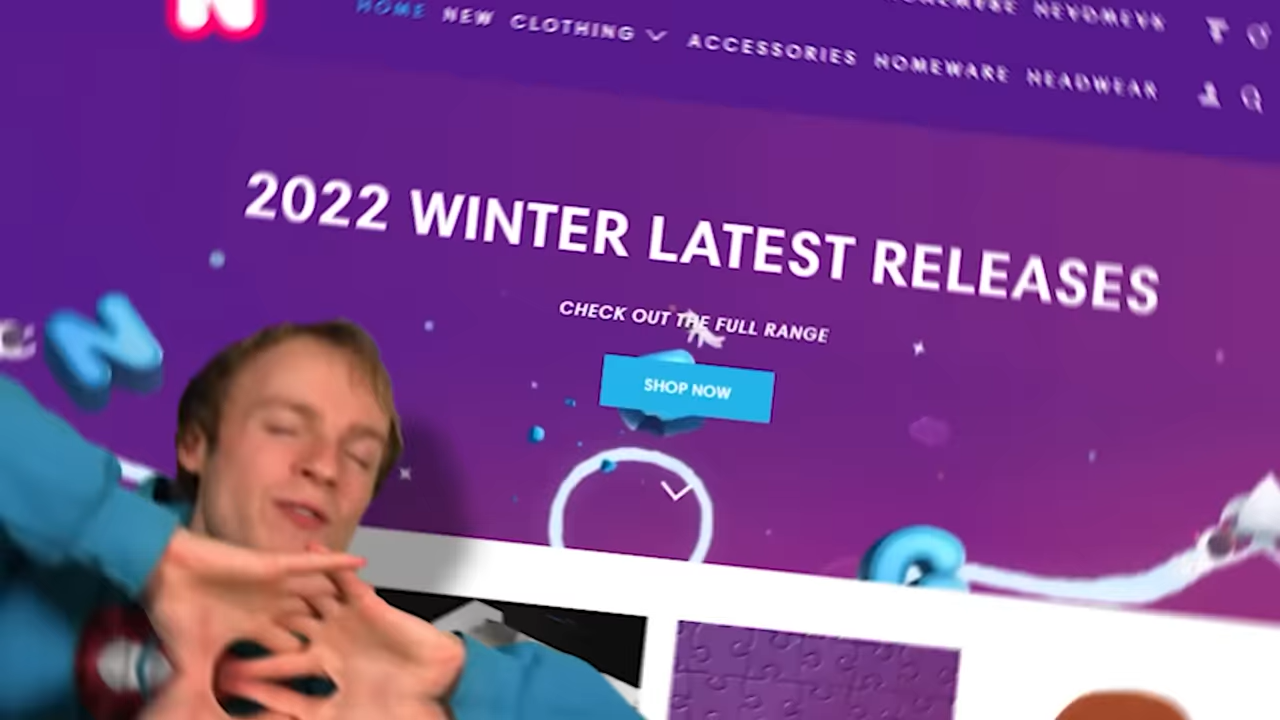 HOME NEW CLOTHING ACCESSORIES HOMEWARE HEADWEAR
2022 WINTER LATEST RELEASES
CHECK OUT THE FULL RANGE
SHOP NOW